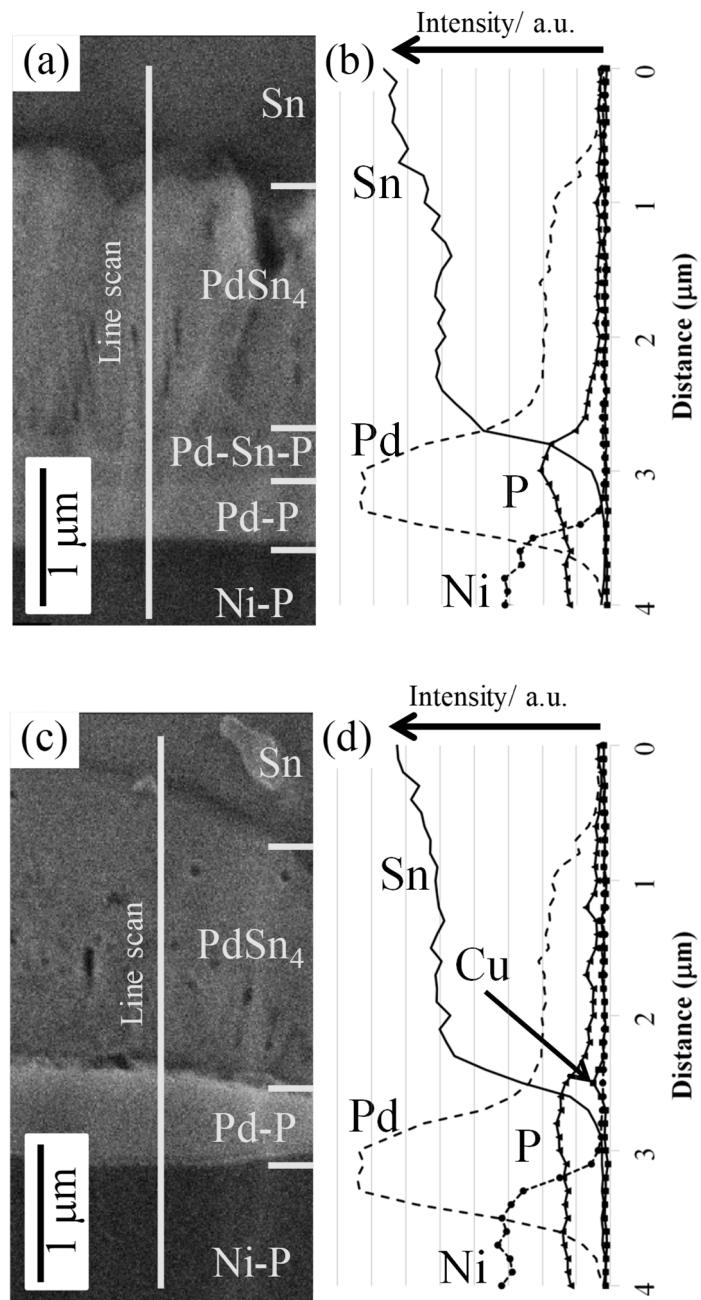 (a)
Sn
Line scan
PdSn4
Pd-Sn-P
Pd-P
Ni-P
1 μm
(b)
Intensity/ a.u.
Sn
Pd
P
Ni
0
1
2
3
4
Distance (μm)
(c)
Sn
Line scan
PdSn4
Pd-P
Ni-P
1 μm
(d)
Intensity/ a.u.
Sn
Cu
Pd
P
Ni
0
1
2
3
4
Distance (μm)